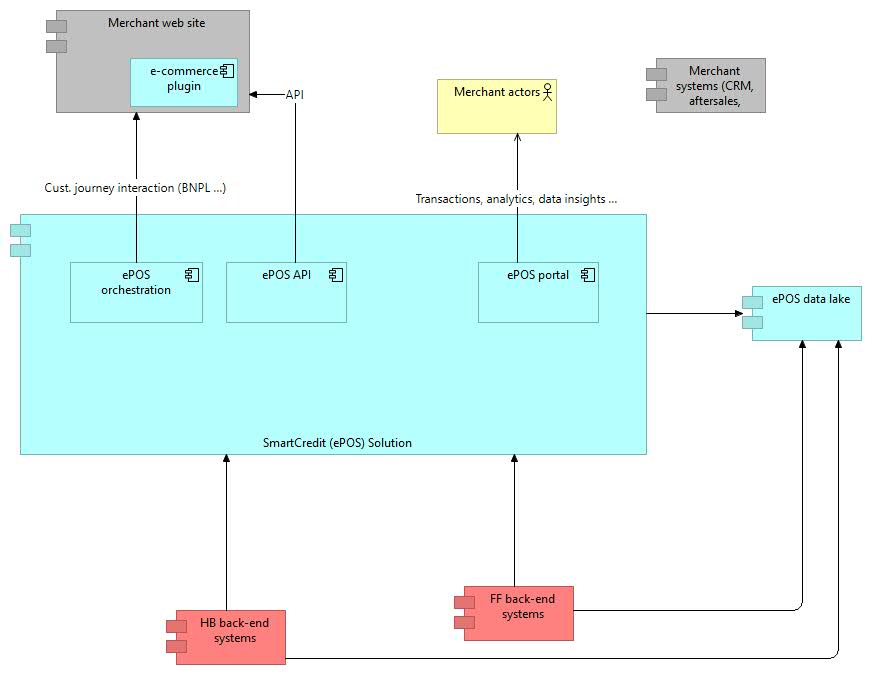 Merchant web site
e-commerce
plugin
API
Merchant actors
Merchant
systems (CRM,
aftersales,
Cust. journey interaction (BNPL ...)
Transactions, analytics, data insights ...
ePOS
orchestration
ePOS API
ePOS portal
ePOS data lake
SmartCredit (ePOS) Solution
FF back-end
systems
HB back-end
systems